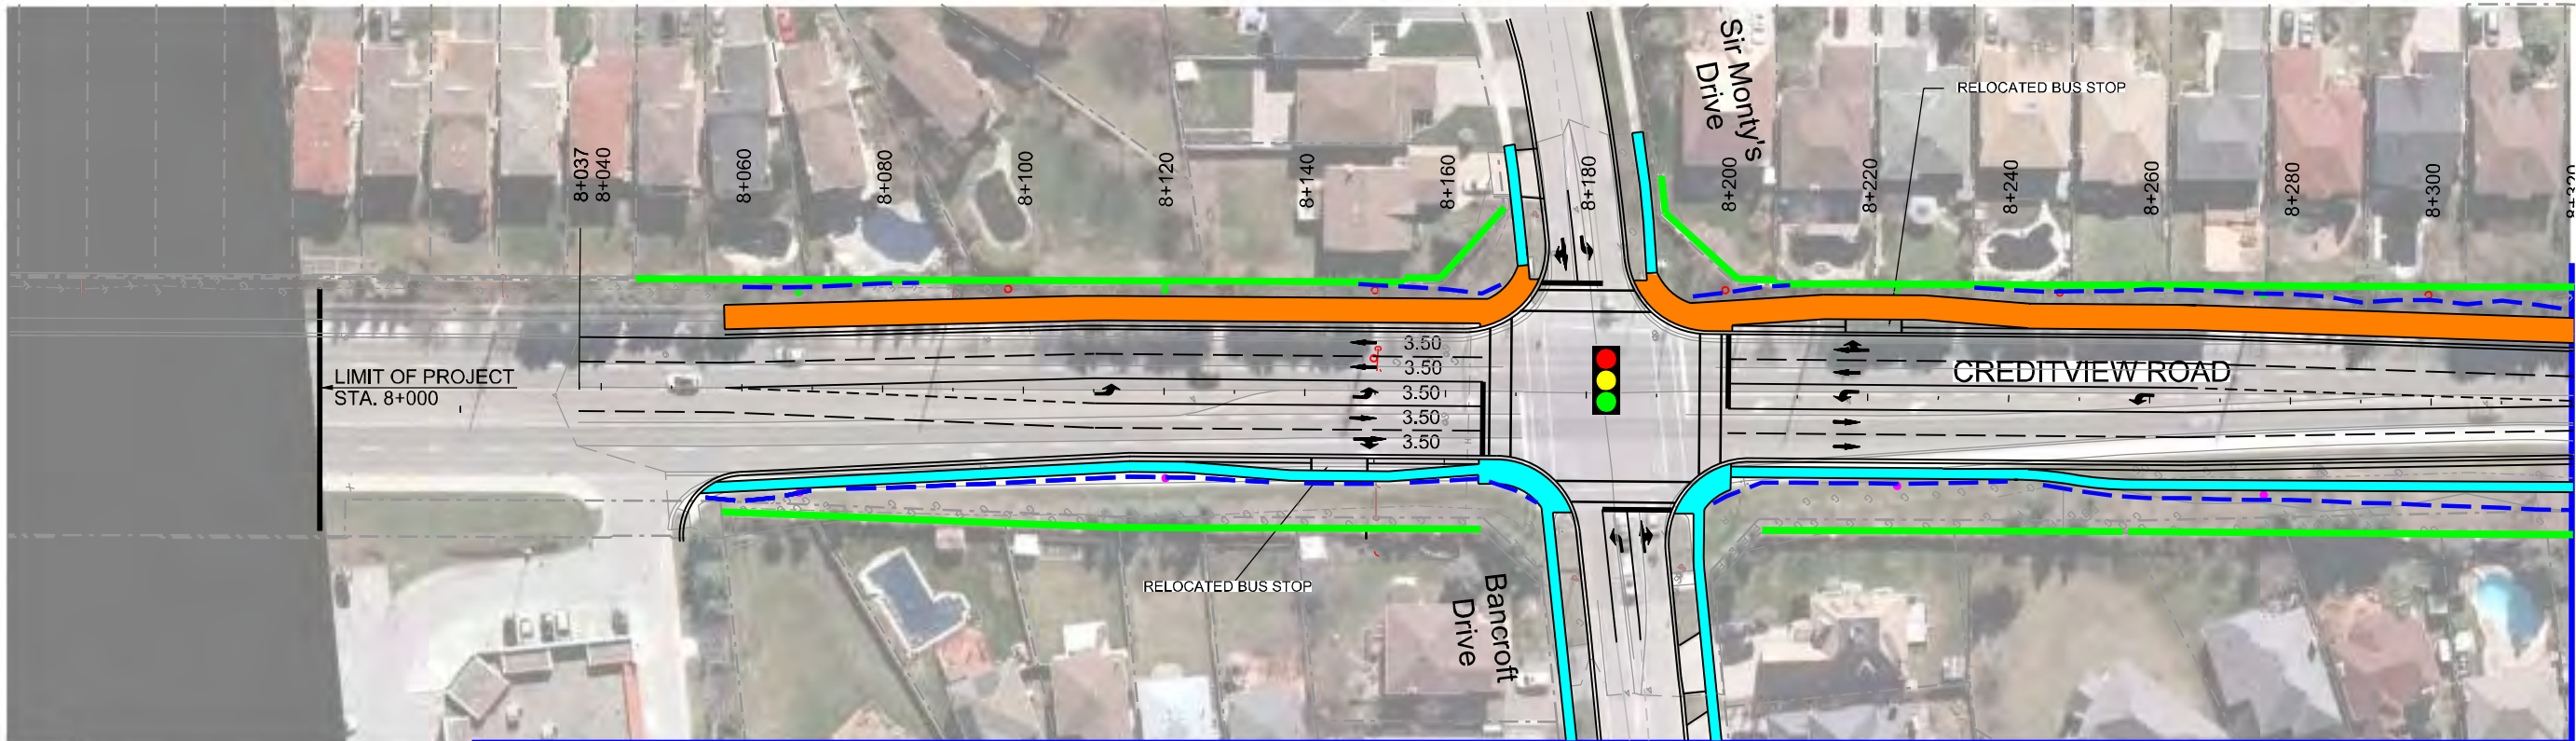 Sir Monty's
Drive
RELOCATED BUS STOP
8+037
8+040
8+060
8+080
8+100
8+120
8+140
8+160
8+180
8+200
8+220
8+240
8+260
8+280
8+300
8+320
3.50
3.50
3.50
3.50
3.50
CREDITVIEW ROAD
LIMIT OF PROJECT
STA. 8+000
RELOCATED BUS STOP
Bancroft
Drive